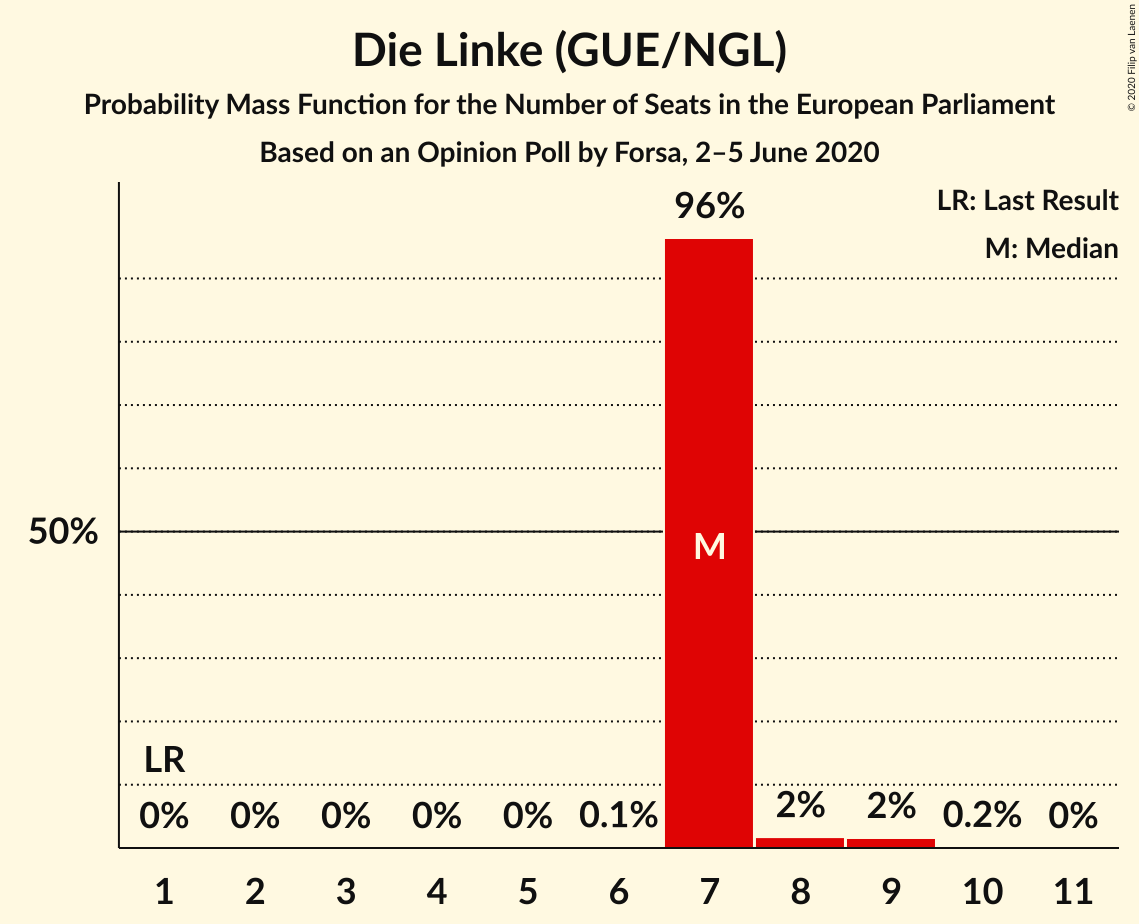 Die Linke (GUE/NGL)
Probability Mass Function for the Number of Seats in the European Parliament
Based on an Opinion Poll by Forsa, 2–5 June 2020
© 2020 Filip van Laenen
LR: Last Result
M: Median
96%
50%
M
LR
0% 0% 0% 0% 0% 0.1% 2% 2% 0.2% 0%
1 2 3 4 5 6 7 8 9 10 11